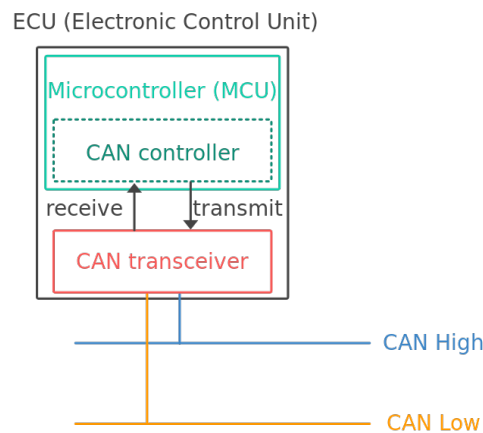 ECU (Electronic Control Unit)
Microcontroller (MCU)
CAN controller
receive
transmit
CAN transceiver
CAN High
CAN Low